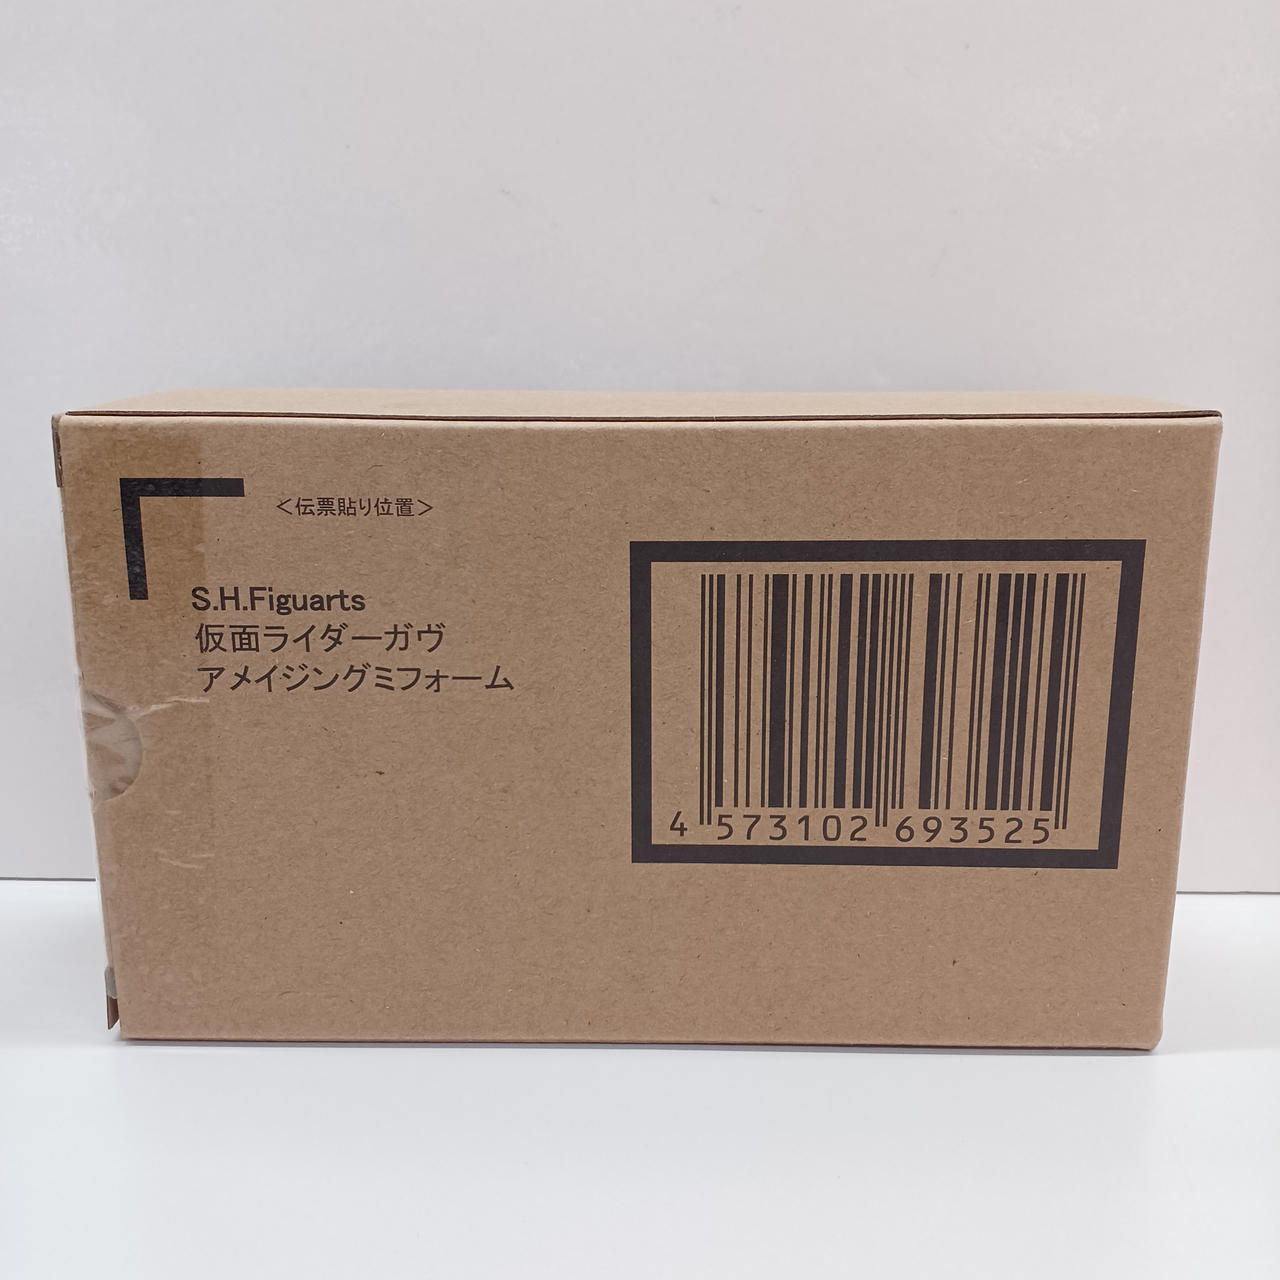 ＜伝票貼り位置＞
S.H.Figuarts
仮面ライダーガヴ
アメイジングミフォーム
4 573102 693525